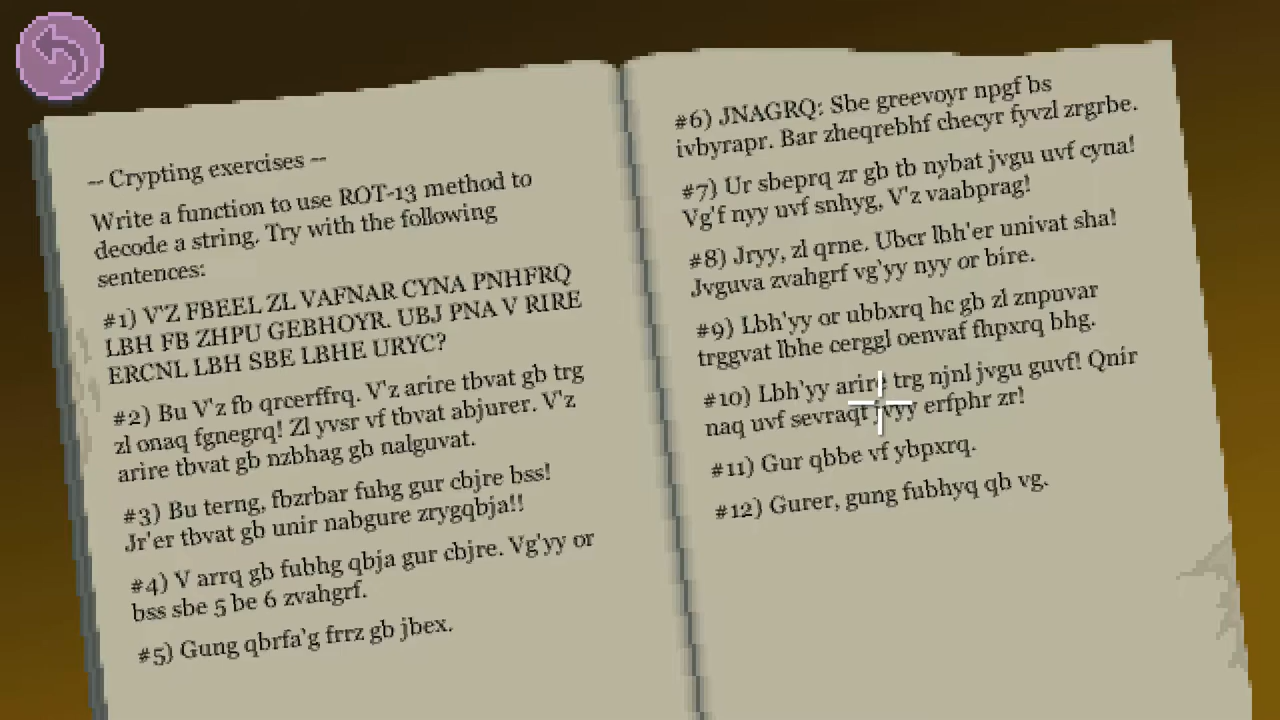 -- Crypting exercises --
Write a function to use ROT-13 method to
decode a string. Try with the following
sentences:
#1) V'Z FBEEL ZL VAFNAR CYNA PNHFRQ
LBH FB ZHPU GEBHOYR. UBJ PNA V RIRE
ERCNL LBH SBE LBHE URYC?
#2) Bu V'z fb qrcerffrq. V'z arire tbvat gb trg
zl onaq fgnegrq! Zl yvsr vf tbvat abjurer. V'z
arire tbvat gb nzbhag gb nalguvat.
#3) Bu terng, fbzrbar fuhg gur cbjre bss!
Jr'er tbvat gb unir nabgure zrygqbja!!
#4) V arrq gb fubhg qbja gur cbjre. Vg'yy or
bss sbe 5 be 6 zvahgrf.
#5) Gung qbrfa'g frrz gb jbex.
#6) JNAGRQ: Sbe greevoyr npgf bs
ivbyrapr. Bar zheqrebhf checyr fyvzl zrgrbe.
#7) Ur sbeprq zr gb tb nybat jvgu uvf cyna!
Vg'f nyy uvf snhyg, V'z vaabprag!
#8) Jryy, zl qrne. Ubcr lbh'er univat sha!
Jvguva zvahgrf vg'yy nyy or bire.
#9) Lbh'yy or ubbxrq hc gb zl znpuvar
trggvat lbhe cerggl oenvaf fhpxrq bhg.
#10) Lbh'yy arire trg njnl jvgu guvf! Qnir
naq uvf sevraqf jvyy erfphr zr!
#11) Gur qbbe vf ybpxrq.
#12) Gurer, gung fubhyq qb vg.